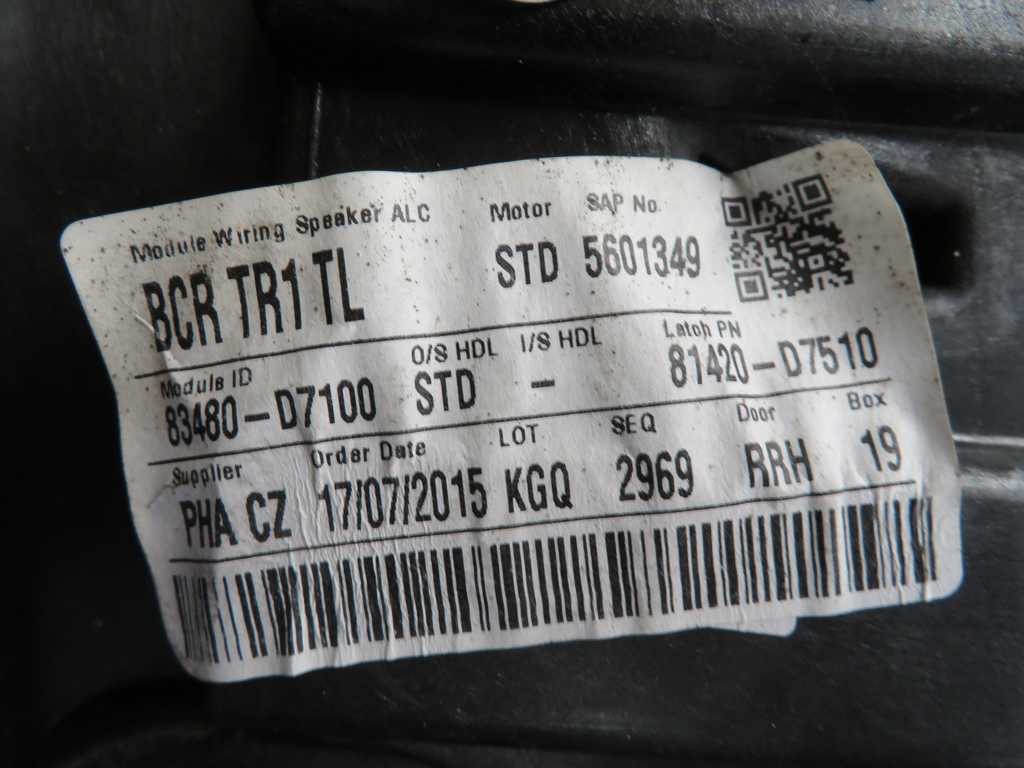 Module Wiring Speaker ALC Motor SAP No.
BCR TR1 TL STD 5601349
Module ID O/S HDL I/S HDL Latch PN
83480-D7100 STD - 81420-D7510
Supplier Order Date LOT SEQ Door Box
PHA CZ 17/07/2015 KGQ 2969 RRH 19